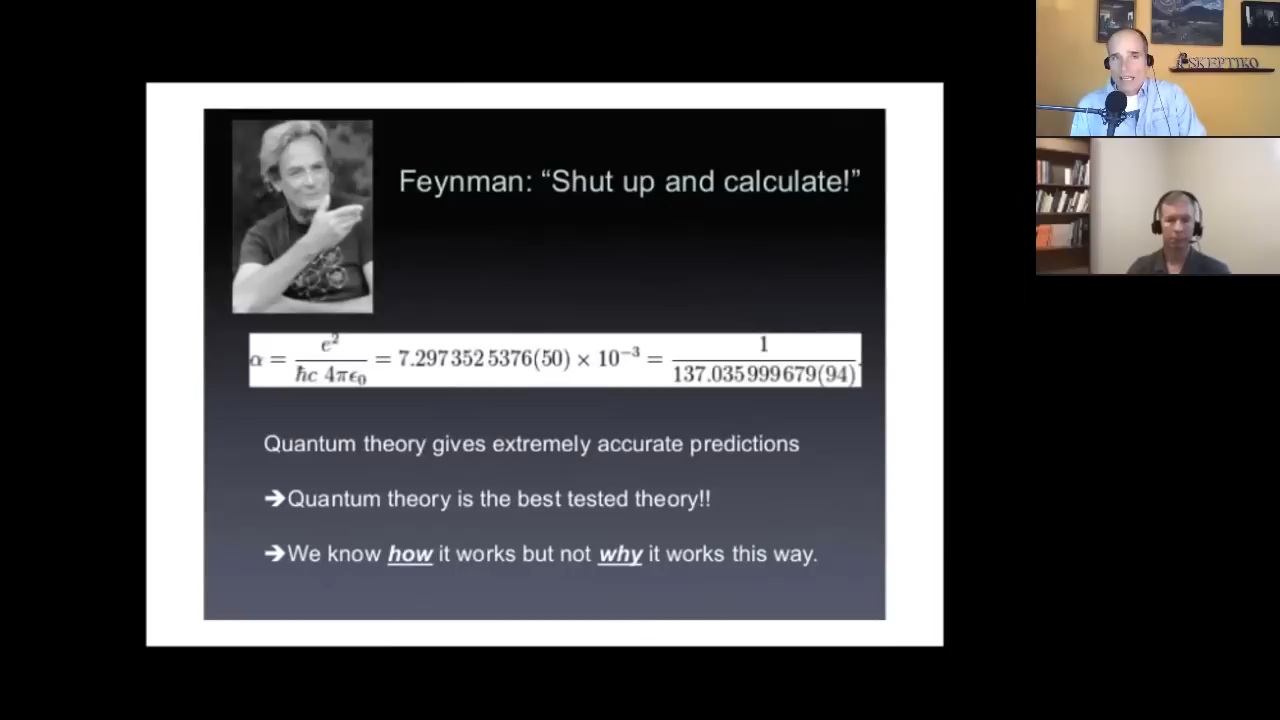 Feynman: “Shut up and calculate!”
SKEPTIKO
α = e² / ħc 4πϵ₀ = 7.297 352 5376(50) × 10⁻³ = 1 / 137.035 999 679(94).
Quantum theory gives extremely accurate predictions
➔Quantum theory is the best tested theory!!
➔We know how it works but not why it works this way.